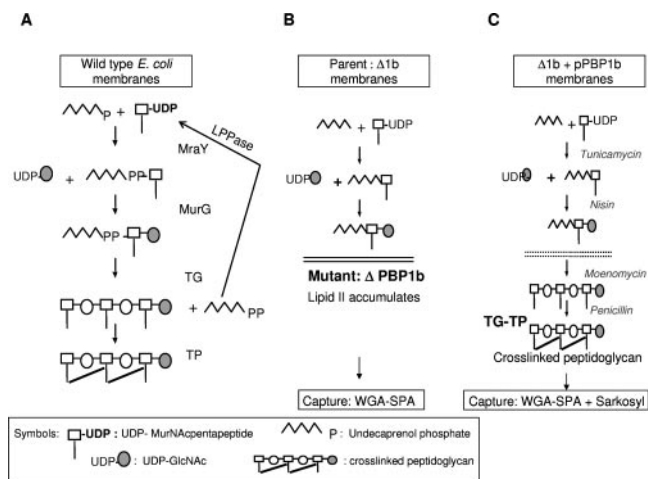 A
Wild type E. coli
membranes
P + -UDP
LPPase
MraY
UDP + PP
MurG
PP
TG
+ PP
TP
B
Parent : Δ1b
membranes
+ -UDP
UDP +
Mutant: Δ PBP1b
Lipid II accumulates
Capture: WGA-SPA
C
Δ1b + pPBP1b
membranes
+ -UDP
Tunicamycin
UDP +
Nisin
Moenomycin
Penicillin
TG-TP
Crosslinked peptidoglycan
Capture: WGA-SPA + Sarkosyl
Symbols: -UDP : UDP- MurNAcpentapeptide P : Undecaprenol phosphate
UDP- : UDP-GlcNAc : crosslinked peptidoglycan